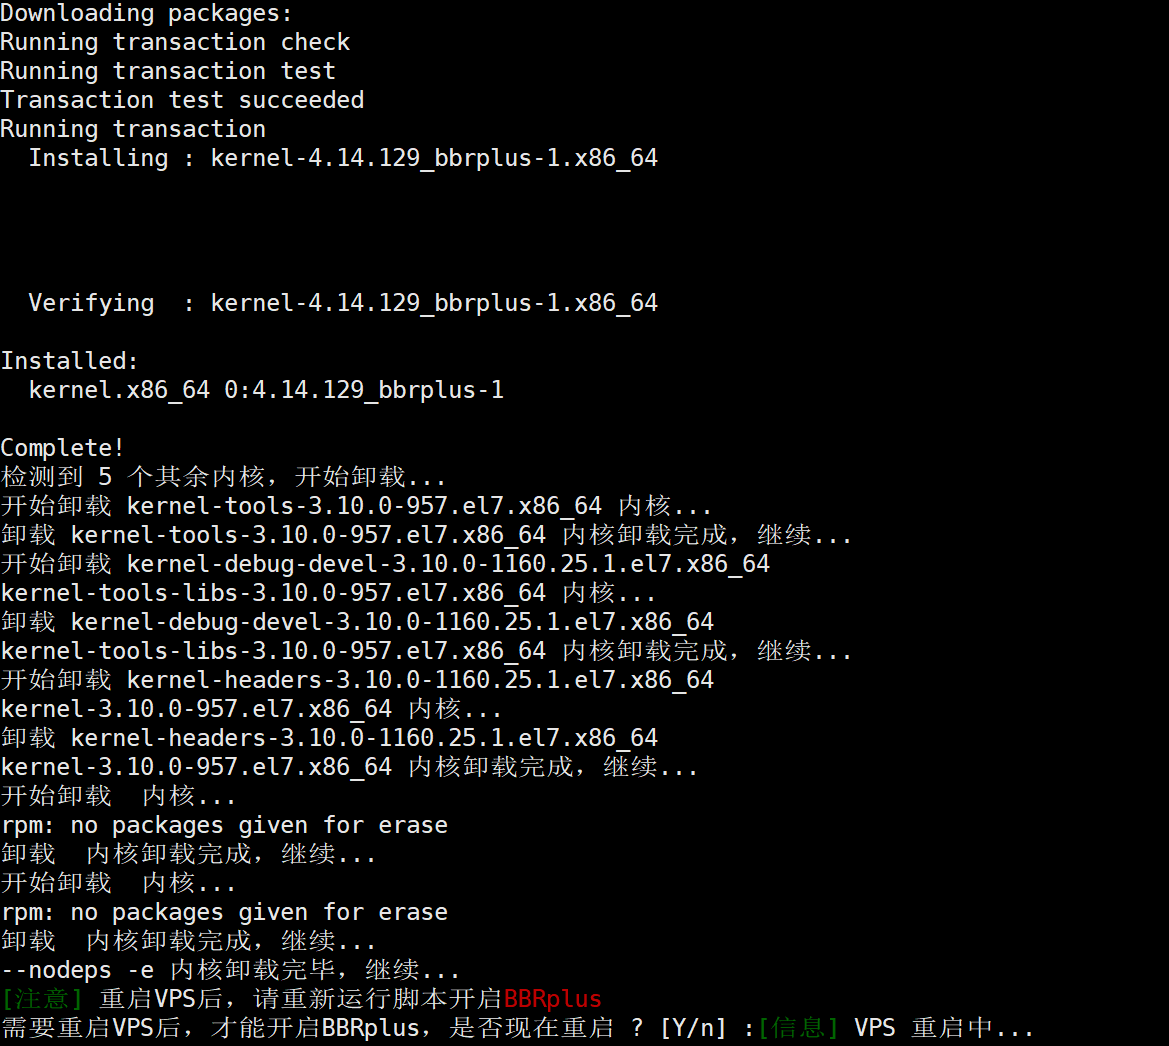 Downloading packages:
Running transaction check
Running transaction test
Transaction test succeeded
Running transaction
  Installing : kernel-4.14.129_bbrplus-1.x86_64
  Verifying  : kernel-4.14.129_bbrplus-1.x86_64
Installed:
  kernel.x86_64 0:4.14.129_bbrplus-1
Complete!
检测到 5 个其余内核，开始卸载...
开始卸载 kernel-tools-3.10.0-957.el7.x86_64 内核...
卸载 kernel-tools-3.10.0-957.el7.x86_64 内核卸载完成，继续...
开始卸载 kernel-debug-devel-3.10.0-1160.25.1.el7.x86_64
kernel-tools-libs-3.10.0-957.el7.x86_64 内核...
卸载 kernel-debug-devel-3.10.0-1160.25.1.el7.x86_64
kernel-tools-libs-3.10.0-957.el7.x86_64 内核卸载完成，继续...
开始卸载 kernel-headers-3.10.0-1160.25.1.el7.x86_64
kernel-3.10.0-957.el7.x86_64 内核...
卸载 kernel-headers-3.10.0-1160.25.1.el7.x86_64
kernel-3.10.0-957.el7.x86_64 内核卸载完成，继续...
开始卸载  内核...
rpm: no packages given for erase
卸载  内核卸载完成，继续...
开始卸载  内核...
rpm: no packages given for erase
卸载  内核卸载完成，继续...
--nodeps -e 内核卸载完毕，继续...
[注意] 重启VPS后，请重新运行脚本开启BBRplus
需要重启VPS后，才能开启BBRplus，是否现在重启 ? [Y/n] :[信息] VPS 重启中...